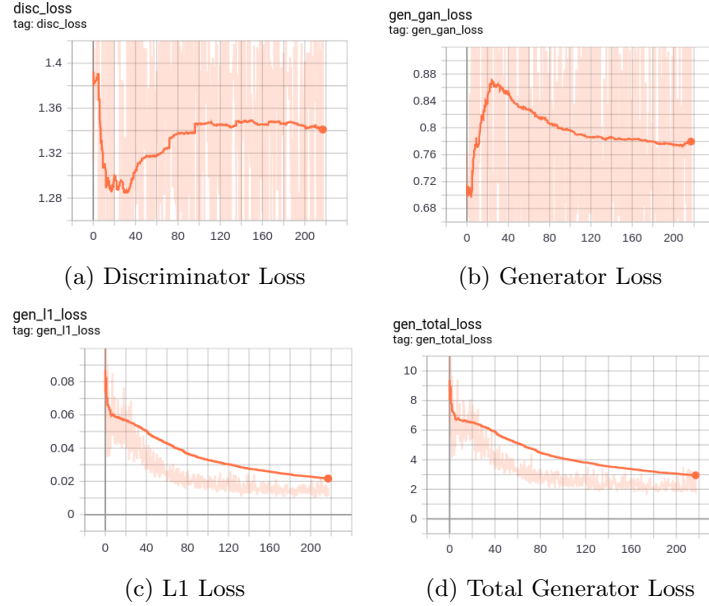 disc_loss
tag: disc_loss
1.4
1.36
1.32
1.28
0 40 80 120 160 200
(a) Discriminator Loss
gen_gan_loss
tag: gen_gan_loss
0.88
0.84
0.8
0.76
0.72
0.68
0 40 80 120 160 200
(b) Generator Loss
gen_l1_loss
tag: gen_l1_loss
0.08
0.06
0.04
0.02
0
0 40 80 120 160 200
(c) L1 Loss
gen_total_loss
tag: gen_total_loss
10
8
6
4
2
0
0 40 80 120 160 200
(d) Total Generator Loss